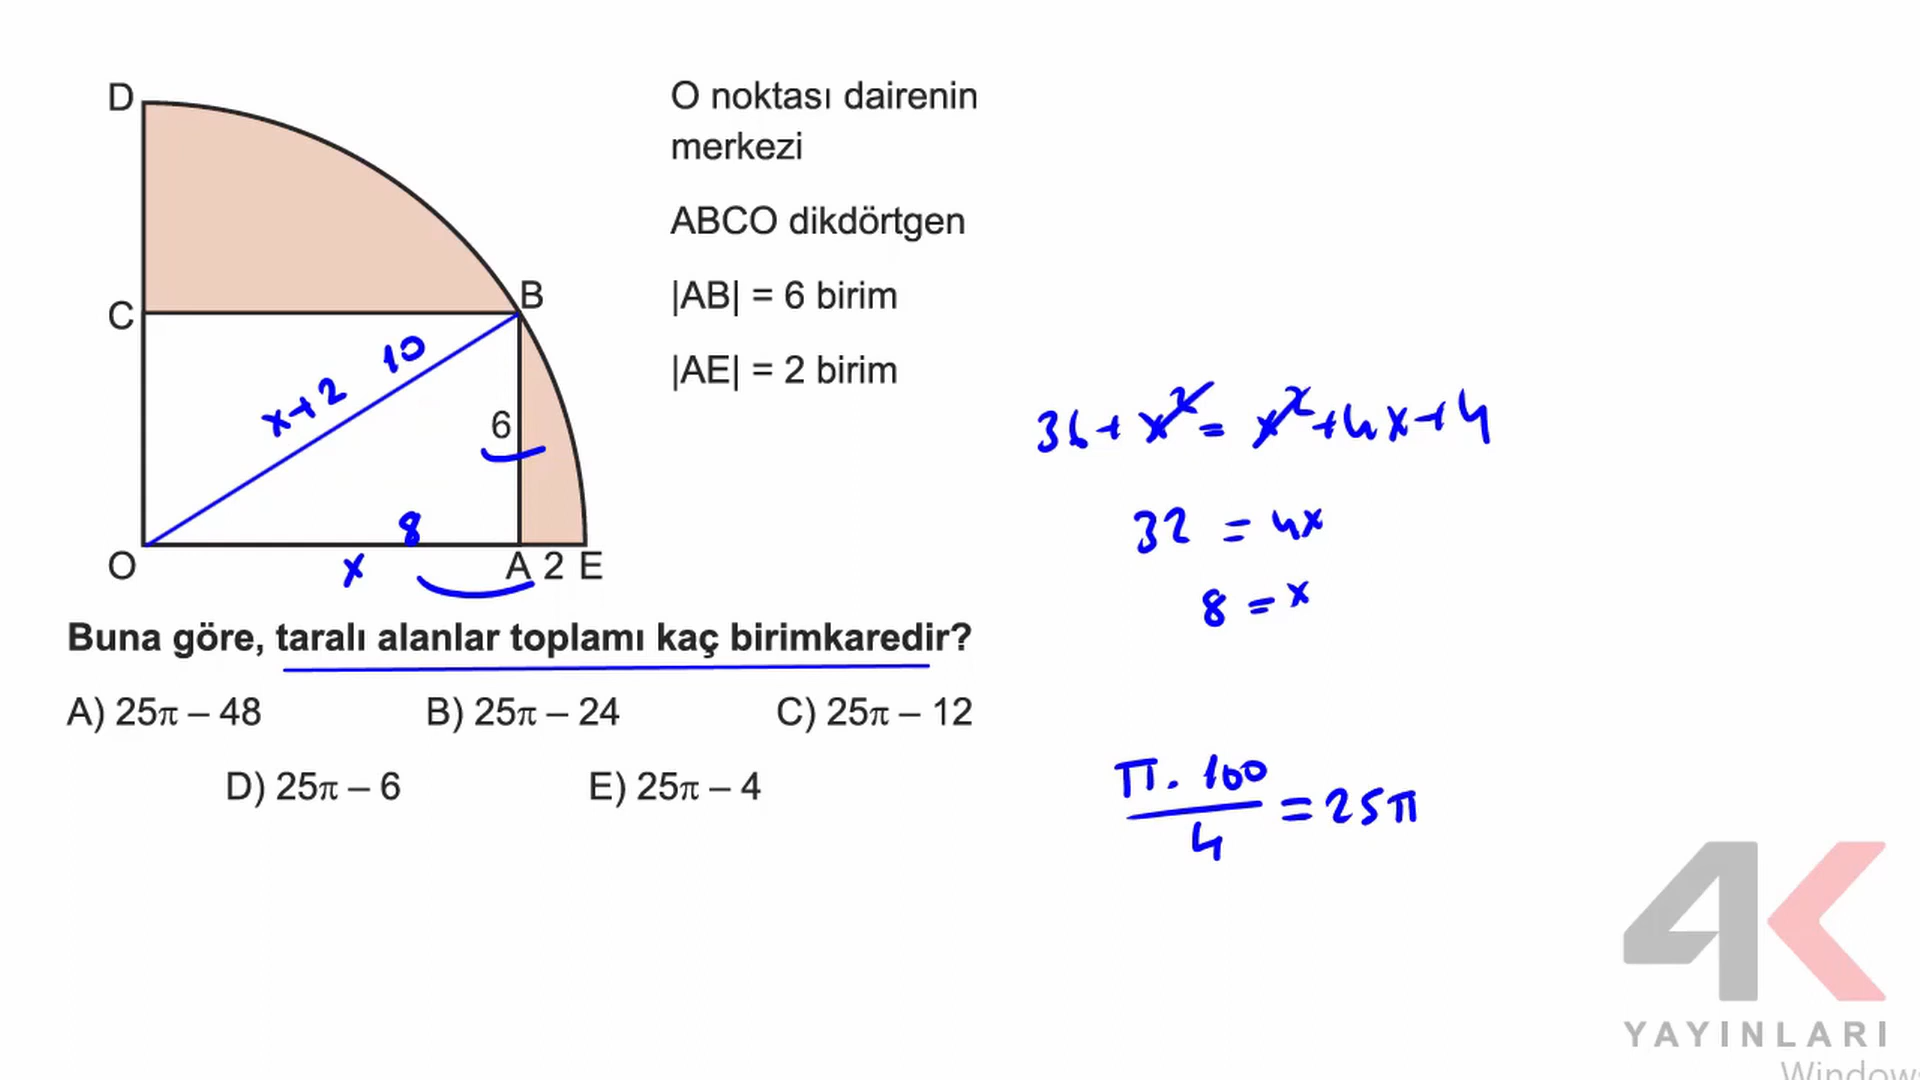 D
O noktası dairenin
merkezi
ABCO dikdörtgen
|AB| = 6 birim
|AE| = 2 birim
B
C
10
x+2
6
8
x
O
A 2 E
36 + x² = x² + 4x + 4
32 = 4x
8 = x
Buna göre, taralı alanlar toplamı kaç birimkaredir?
A) 25π – 48
B) 25π – 24
C) 25π – 12
D) 25π – 6
E) 25π – 4
π . 100
4
= 25π
4K
YAYINLARI
Windows